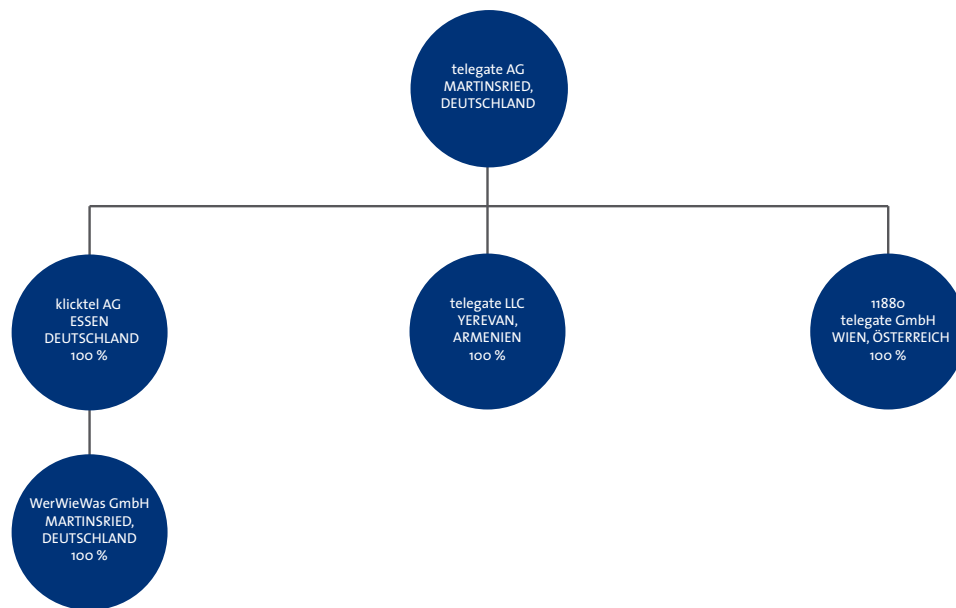 telegate AG
MARTINSRIED,
DEUTSCHLAND
klicktel AG
ESSEN
DEUTSCHLAND
100 %
telegate LLC
YEREVAN,
ARMENIEN
100 %
11880
telegate GmbH
WIEN, ÖSTERREICH
100 %
WerWieWas GmbH
MARTINSRIED,
DEUTSCHLAND
100 %